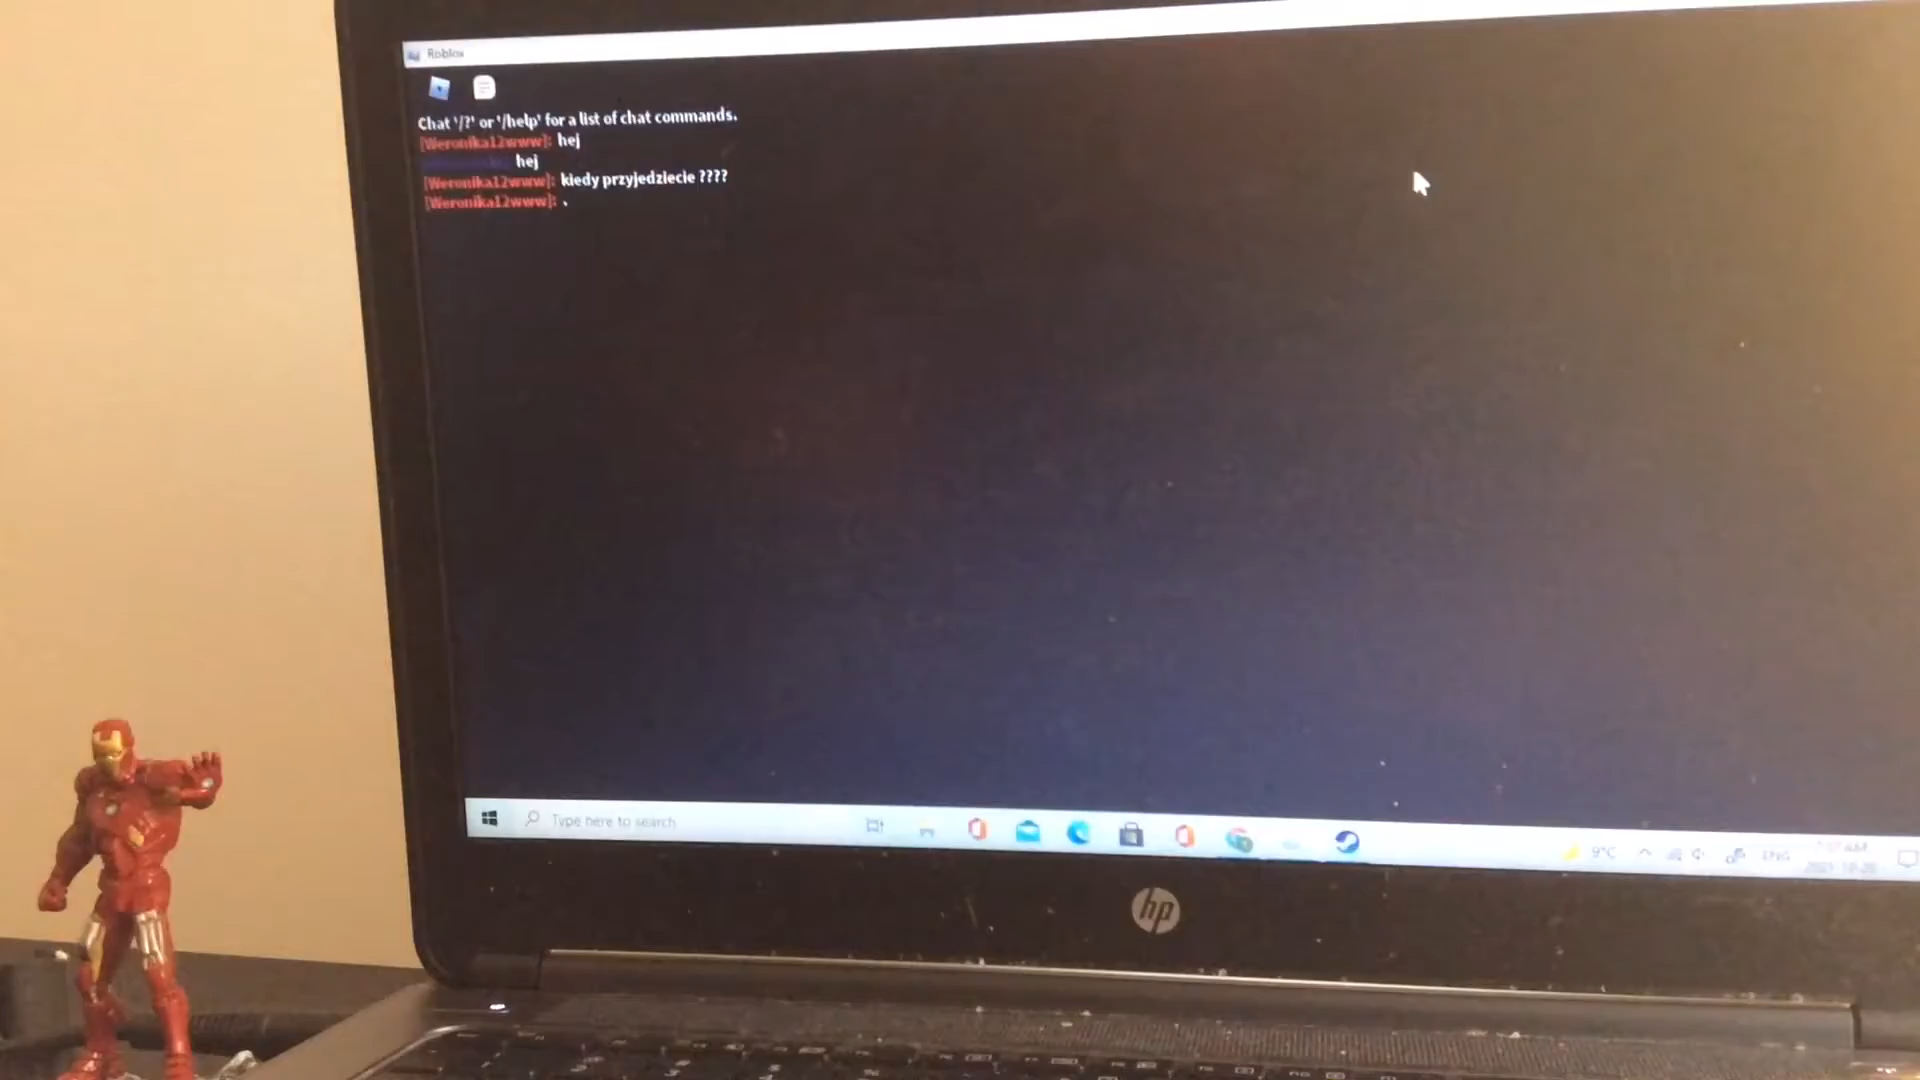 Roblox
Chat '/?' or '/help' for a list of chat commands.
[Weronika12www]: hej
hej
[Weronika12www]: kiedy przyjedziecie ????
[Weronika12www]: .
Type here to search
9°C
ENG
hp